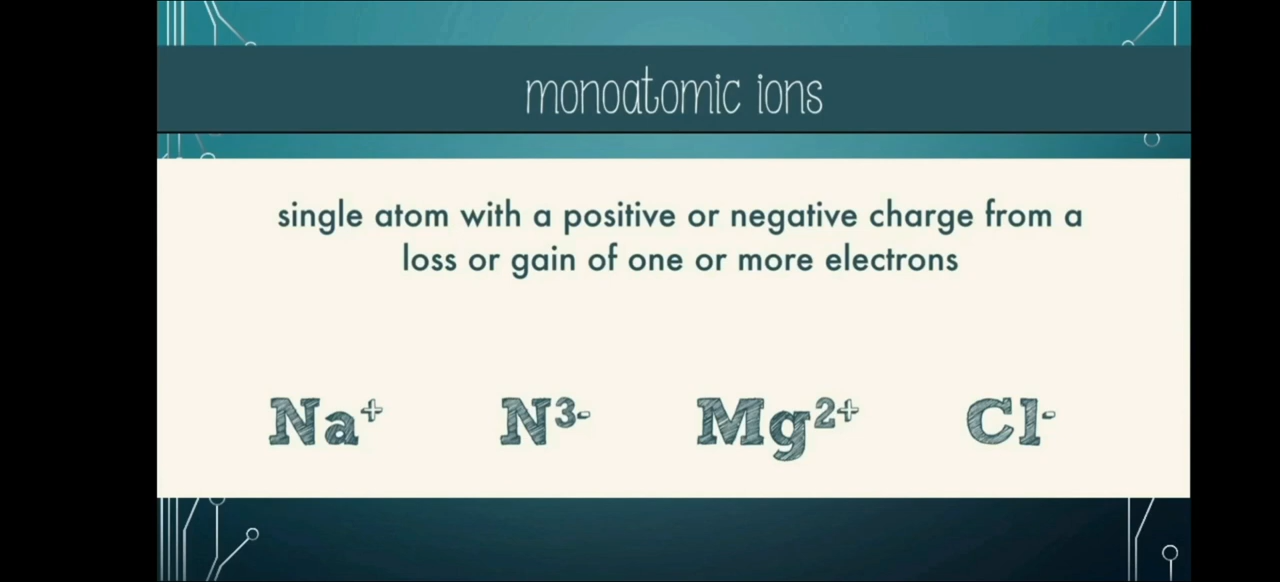 monoatomic ions
single atom with a positive or negative charge from a
loss or gain of one or more electrons
Na⁺ N³⁻ Mg²⁺ Cl⁻